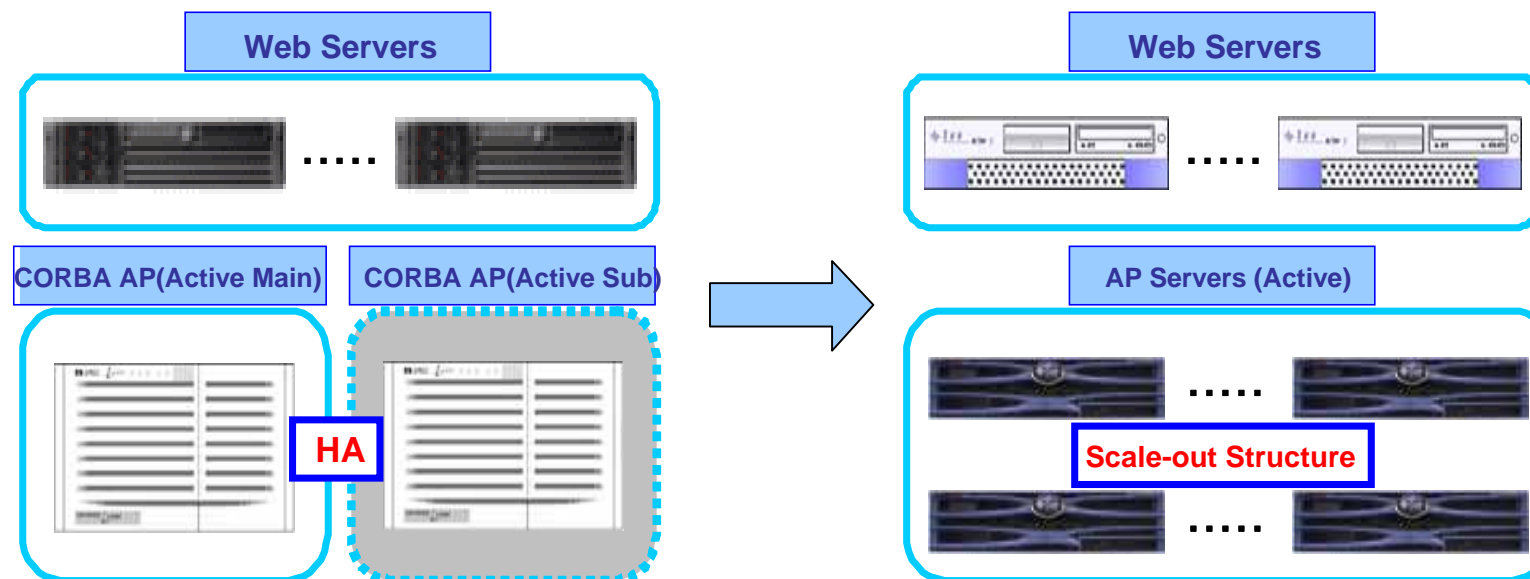 Web Servers
Web Servers
CORBA AP(Active Main)
CORBA AP(Active Sub)
AP Servers (Active)
HA
Scale-out Structure